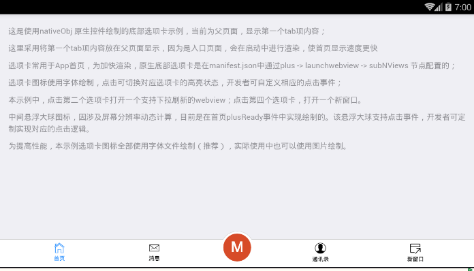 7:00
这是使用nativeObj 原生控件绘制的底部选项卡示例，当前为父页面，显示第一个tab项内容；
这里采用将第一个tab项内容放在父页面显示，因为是入口页面，会在启动中进行渲染，使首页显示速度更快
选项卡常用于App首页，为加快渲染，原生底部选项卡是在manifest.json中通过plus -> launchwebview -> subNViews 节点配置的；
选项卡图标使用字体绘制，点击可切换对应选项卡的高亮状态，开发者可自定义相应的点击事件；
本示例中，点击第二个选项卡打开一个支持下拉刷新的webview；点击第四个选项卡，打开一个新窗口。
中间悬浮大球图标，因涉及屏幕分辨率动态计算，目前是在首页plusReady事件中实现绘制的。该悬浮大球支持点击事件，开发者可定
制实现对应的点击逻辑。
为提高性能，本示例选项卡图标全部使用字体文件绘制（推荐），实际使用中也可以使用图片绘制。
首页
消息
M
通讯录
新窗口